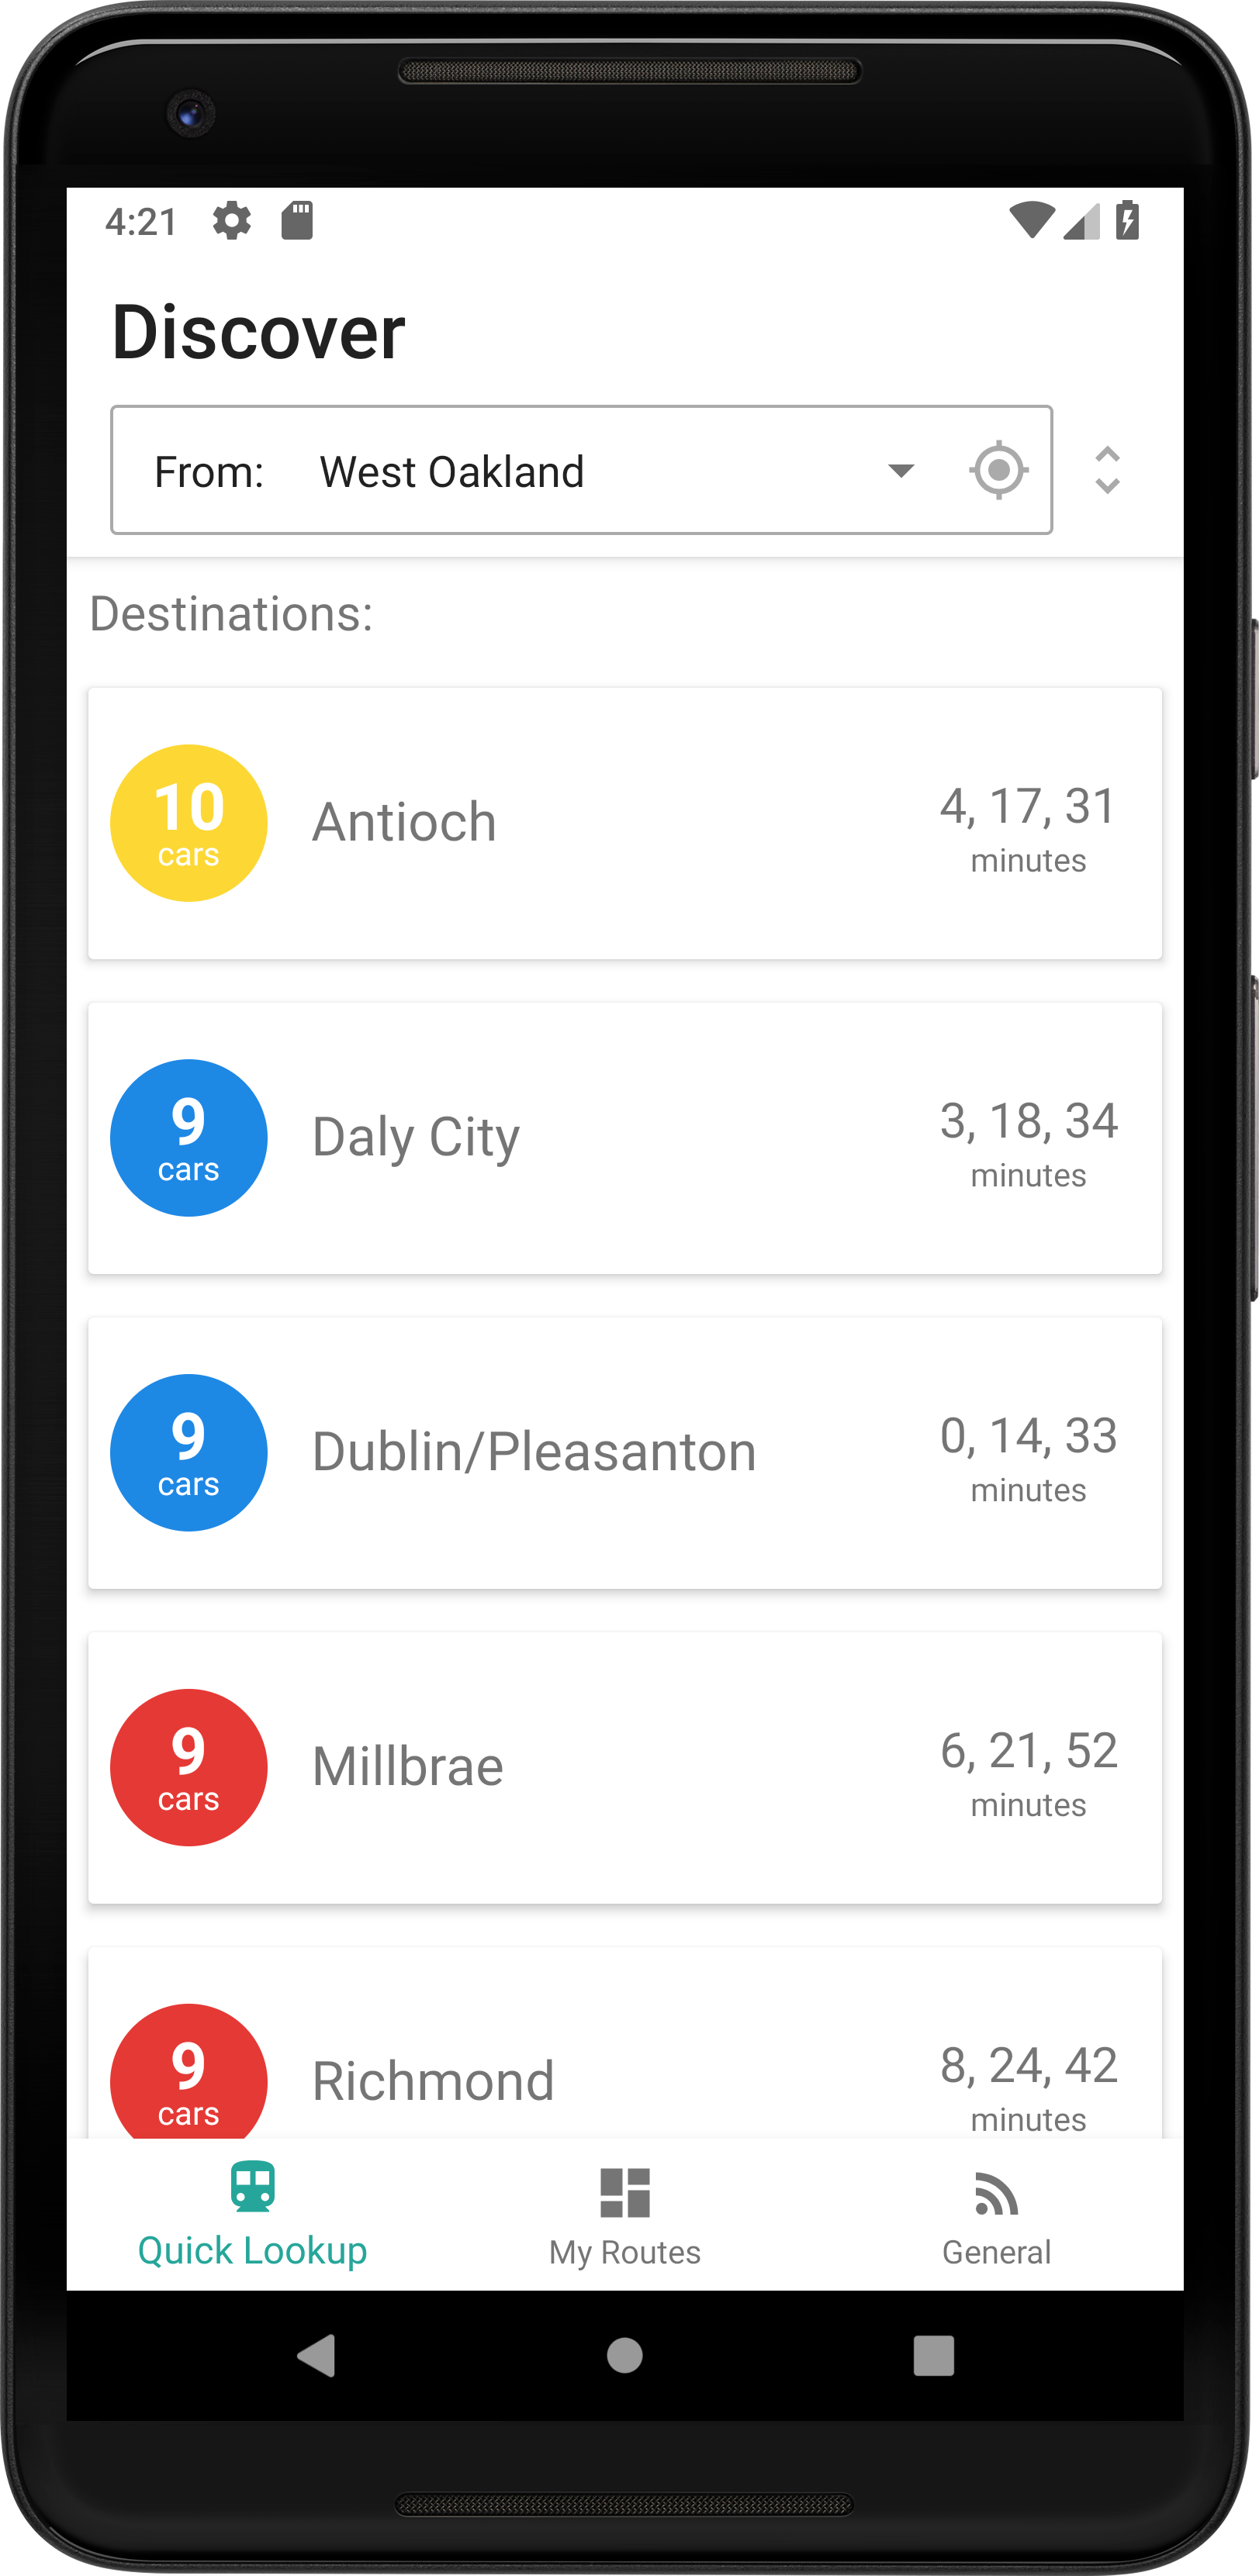 4:21
Discover
From: West Oakland
Destinations:
10
cars
Antioch
4, 17, 31
minutes
9
cars
Daly City
3, 18, 34
minutes
9
cars
Dublin/Pleasanton
0, 14, 33
minutes
9
cars
Millbrae
6, 21, 52
minutes
9
cars
Richmond
8, 24, 42
minutes
Quick Lookup
My Routes
General